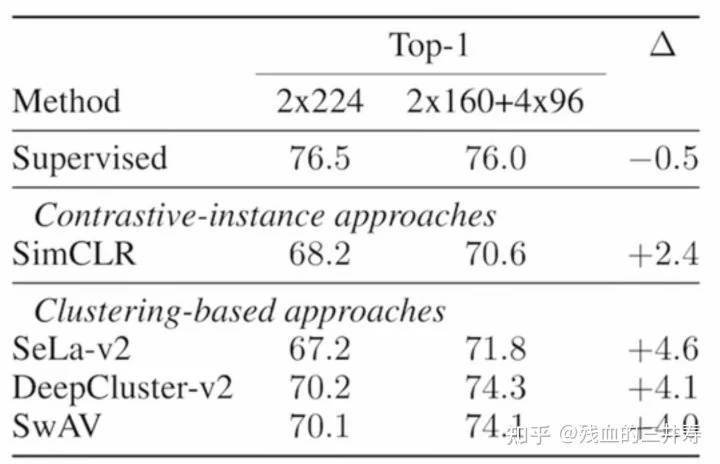 Top-1 Δ
Method 2x224 2x160+4x96
Supervised 76.5 76.0 −0.5
Contrastive-instance approaches
SimCLR 68.2 70.6 +2.4
Clustering-based approaches
SeLa-v2 67.2 71.8 +4.6
DeepCluster-v2 70.2 74.3 +4.1
SwAV 70.1 74.1 +4.0
知乎 @残血的三井寿